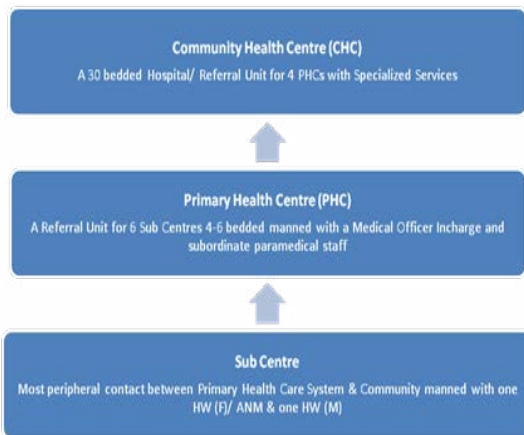 Community Health Centre (CHC)
A 30 bedded Hospital/ Referral Unit for 4 PHCs with Specialized Services
Primary Health Centre (PHC)
A Referral Unit for 6 Sub Centres 4-6 bedded manned with a Medical Officer Incharge and
subordinate paramedical staff
Sub Centre
Most peripheral contact between Primary Health Care System & Community manned with one
HW (F)/ ANM & one HW (M)